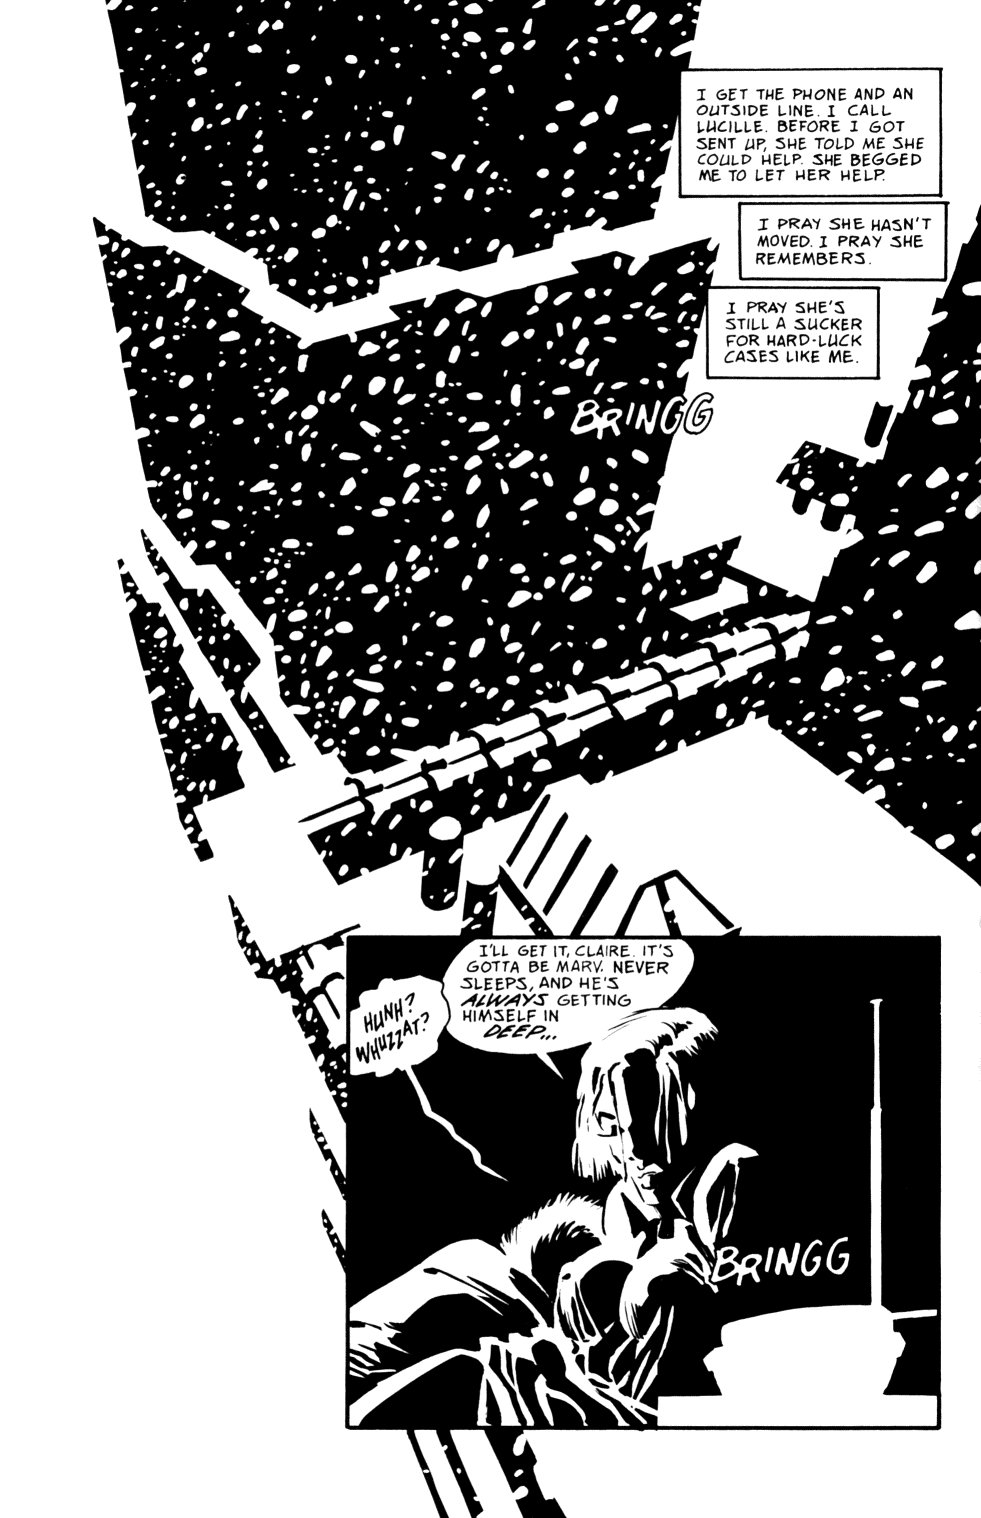 I GET THE PHONE AND AN
OUTSIDE LINE. I CALL
LUCILLE. BEFORE I GOT
SENT UP, SHE TOLD ME SHE
COULD HELP. SHE BEGGED
ME TO LET HER HELP.
I PRAY SHE HASN'T
MOVED. I PRAY SHE
REMEMBERS.
I PRAY SHE'S
STILL A SUCKER
FOR HARD-LUCK
CASES LIKE ME.
BRINGG
I'LL GET IT, CLAIRE. IT'S
GOTTA BE MARV. NEVER
SLEEPS, AND HE'S
ALWAYS GETTING
HIMSELF IN
DEEP...
HUNH?
WHUZZAT?
BRINGG